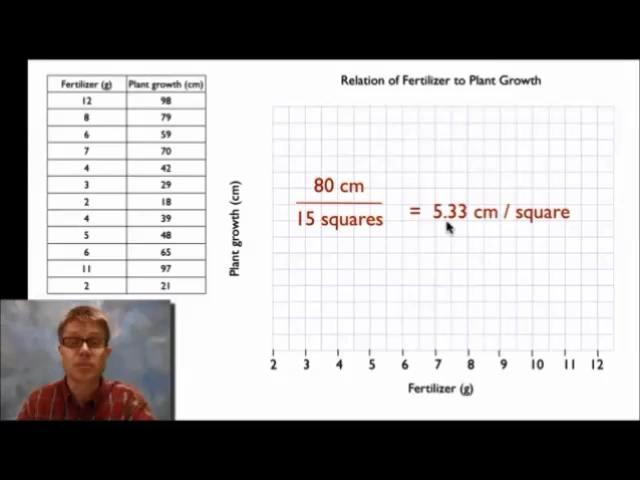 Relation of Fertilizer to Plant Growth
Fertilizer (g) Plant growth (cm)
12 98
8 79
6 59
7 70
4 42
3 29
2 18
4 39
5 48
6 65
11 97
2 21
Plant growth (cm)
80 cm
15 squares
= 5.33 cm / square
2 3 4 5 6 7 8 9 10 11 12
Fertilizer (g)